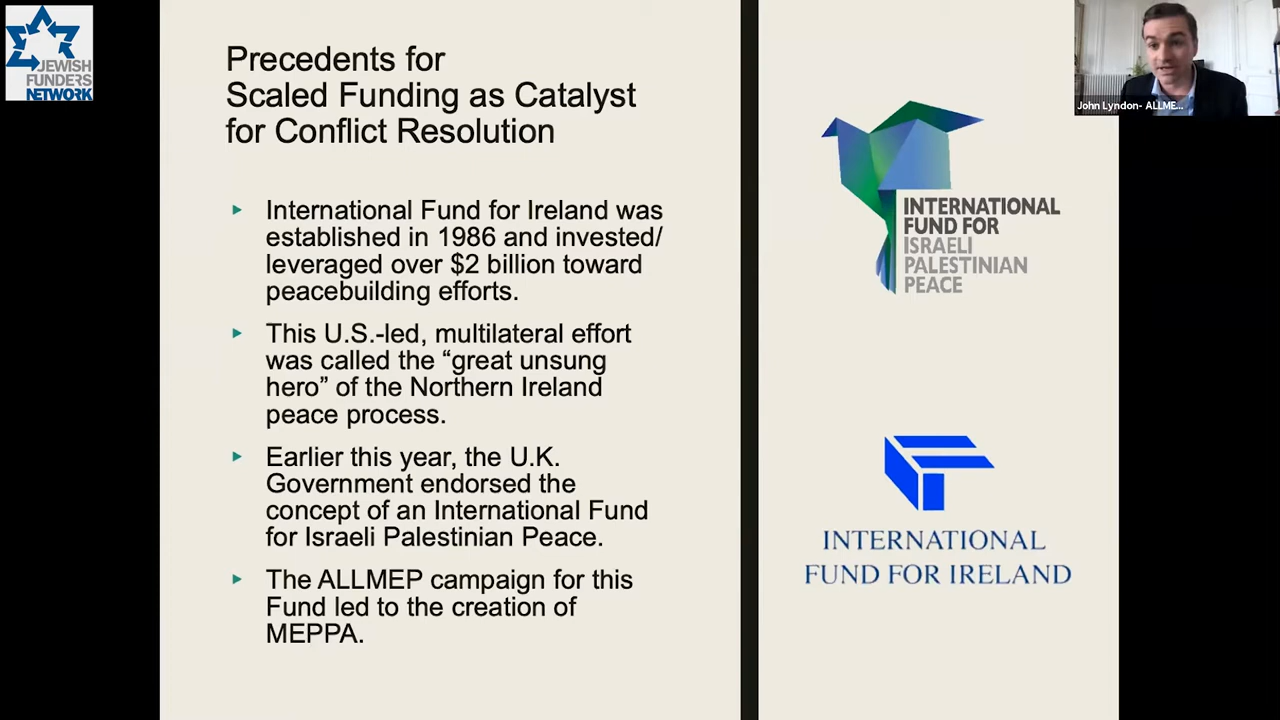 JEWISH
FUNDERS
NETWORK
Precedents for
Scaled Funding as Catalyst
for Conflict Resolution
International Fund for Ireland was
established in 1986 and invested/
leveraged over $2 billion toward
peacebuilding efforts.
This U.S.-led, multilateral effort
was called the “great unsung
hero” of the Northern Ireland
peace process.
Earlier this year, the U.K.
Government endorsed the
concept of an International Fund
for Israeli Palestinian Peace.
The ALLMEP campaign for this
Fund led to the creation of
MEPPA.
INTERNATIONAL
FUND FOR
ISRAELI
PALESTINIAN
PEACE
INTERNATIONAL
FUND FOR IRELAND
John Lyndon- ALLME...